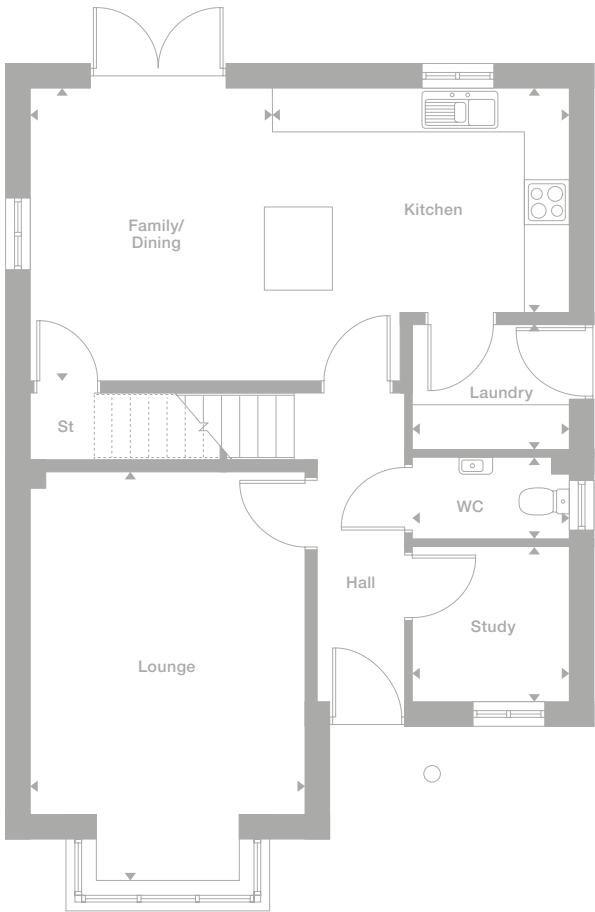 Family/
Dining
Kitchen
Laundry
St
WC
Hall
Study
Lounge